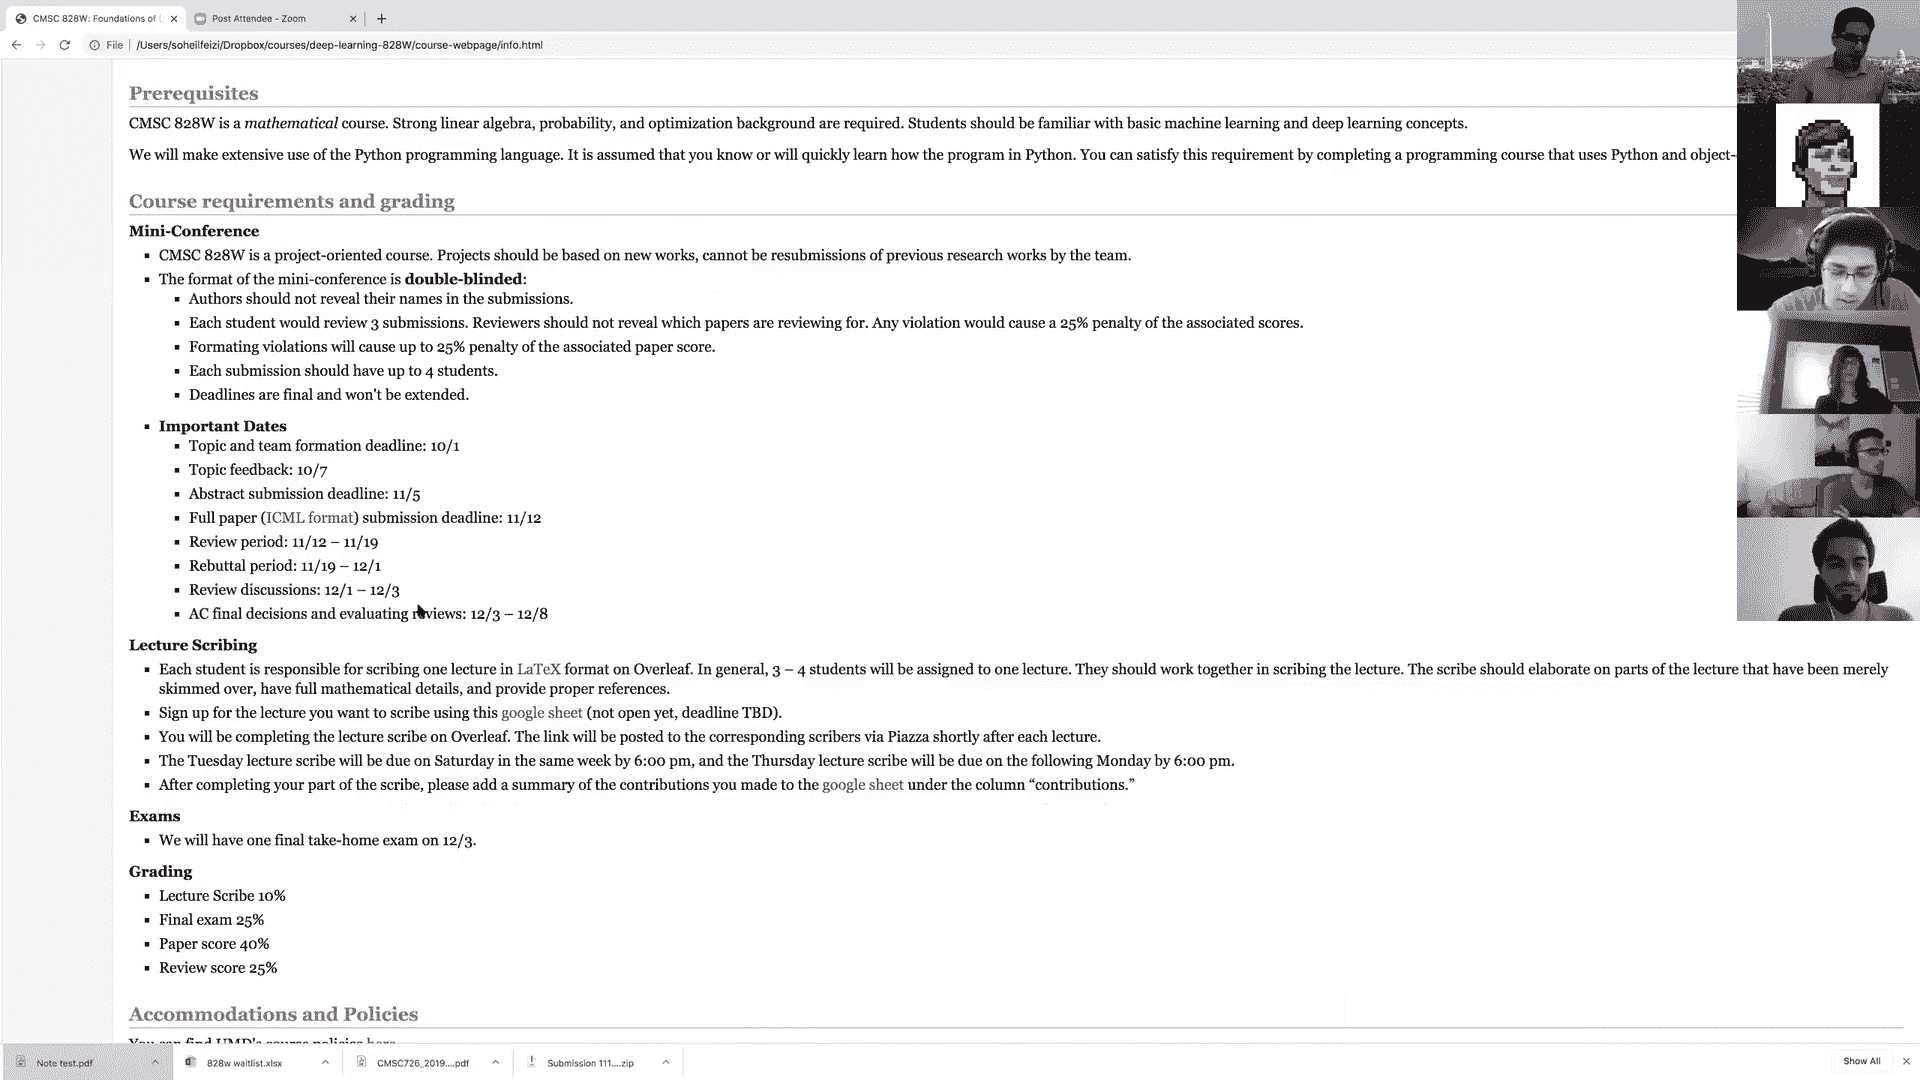 CMSC 828W: Foundations of
Post Attendee - Zoom
File
/Users/soheilfeizi/Dropbox/courses/deep-learning-828W/course-webpage/info.html
Prerequisites
CMSC 828W is a mathematical course. Strong linear algebra, probability, and optimization background are required. Students should be familiar with basic machine learning and deep learning concepts.
We will make extensive use of the Python programming language. It is assumed that you know or will quickly learn how the program in Python. You can satisfy this requirement by completing a programming course that uses Python and object-
Course requirements and grading
Mini-Conference
CMSC 828W is a project-oriented course. Projects should be based on new works, cannot be resubmissions of previous research works by the team.
The format of the mini-conference is double-blinded:
Authors should not reveal their names in the submissions.
Each student would review 3 submissions. Reviewers should not reveal which papers are reviewing for. Any violation would cause a 25% penalty of the associated scores.
Formating violations will cause up to 25% penalty of the associated paper score.
Each submission should have up to 4 students.
Deadlines are final and won't be extended.
Important Dates
Topic and team formation deadline: 10/1
Topic feedback: 10/7
Abstract submission deadline: 11/5
Full paper (ICML format) submission deadline: 11/12
Review period: 11/12 – 11/19
Rebuttal period: 11/19 – 12/1
Review discussions: 12/1 – 12/3
AC final decisions and evaluating reviews: 12/3 – 12/8
Lecture Scribing
Each student is responsible for scribing one lecture in LaTeX format on Overleaf. In general, 3 – 4 students will be assigned to one lecture. They should work together in scribing the lecture. The scribe should elaborate on parts of the lecture that have been merely
skimmed over, have full mathematical details, and provide proper references.
Sign up for the lecture you want to scribe using this google sheet (not open yet, deadline TBD).
You will be completing the lecture scribe on Overleaf. The link will be posted to the corresponding scribers via Piazza shortly after each lecture.
The Tuesday lecture scribe will be due on Saturday in the same week by 6:00 pm, and the Thursday lecture scribe will be due on the following Monday by 6:00 pm.
After completing your part of the scribe, please add a summary of the contributions you made to the google sheet under the column “contributions.”
Exams
We will have one final take-home exam on 12/3.
Grading
Lecture Scribe 10%
Final exam 25%
Paper score 40%
Review score 25%
Accommodations and Policies
You can find UMD's course policies here
Note test.pdf
828w waitlist.xlsx
CMSC726_2019....pdf
Submission 111....zip
Show All